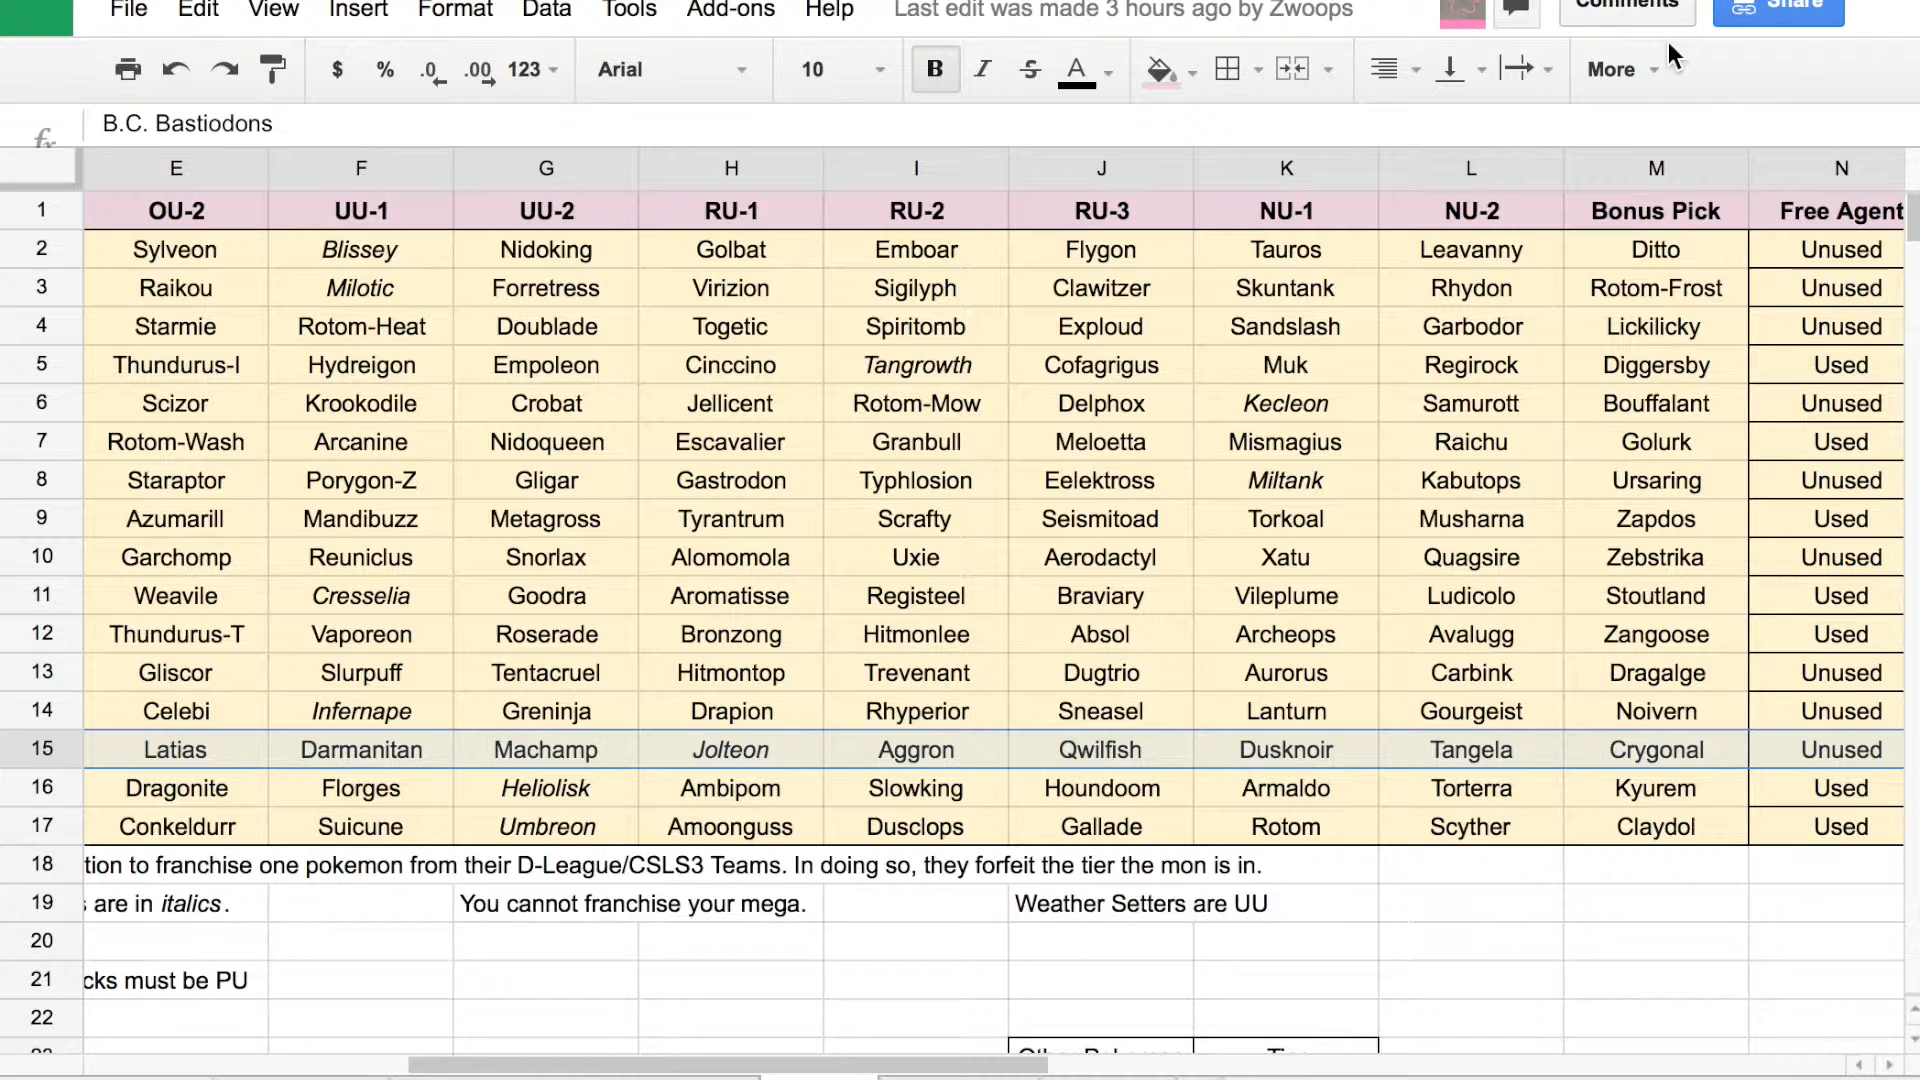 File Edit View Insert Format Data Tools Add-ons Help Last edit was made 3 hours ago by Zwoops Comments Share
$ % .0 .00 123 Arial 10 B I S A More
fx B.C. Bastiodons
E F G H I J K L M N
1 OU-2 UU-1 UU-2 RU-1 RU-2 RU-3 NU-1 NU-2 Bonus Pick Free Agent
2 Sylveon Blissey Nidoking Golbat Emboar Flygon Tauros Leavanny Ditto Unused
3 Raikou Milotic Forretress Virizion Sigilyph Clawitzer Skuntank Rhydon Rotom-Frost Unused
4 Starmie Rotom-Heat Doublade Togetic Spiritomb Exploud Sandslash Garbodor Lickilicky Unused
5 Thundurus-I Hydreigon Empoleon Cinccino Tangrowth Cofagrigus Muk Regirock Diggersby Used
6 Scizor Krookodile Crobat Jellicent Rotom-Mow Delphox Kecleon Samurott Bouffalant Unused
7 Rotom-Wash Arcanine Nidoqueen Escavalier Granbull Meloetta Mismagius Raichu Golurk Used
8 Staraptor Porygon-Z Gligar Gastrodon Typhlosion Eelektross Miltank Kabutops Ursaring Unused
9 Azumarill Mandibuzz Metagross Tyrantrum Scrafty Seismitoad Torkoal Musharna Zapdos Used
10 Garchomp Reuniclus Snorlax Alomomola Uxie Aerodactyl Xatu Quagsire Zebstrika Unused
11 Weavile Cresselia Goodra Aromatisse Registeel Braviary Vileplume Ludicolo Stoutland Used
12 Thundurus-T Vaporeon Roserade Bronzong Hitmonlee Absol Archeops Avalugg Zangoose Used
13 Gliscor Slurpuff Tentacruel Hitmontop Trevenant Dugtrio Aurorus Carbink Dragalge Unused
14 Celebi Infernape Greninja Drapion Rhyperior Sneasel Lanturn Gourgeist Noivern Unused
15 Latias Darmanitan Machamp Jolteon Aggron Qwilfish Dusknoir Tangela Crygonal Unused
16 Dragonite Florges Heliolisk Ambipom Slowking Houndoom Armaldo Torterra Kyurem Used
17 Conkeldurr Suicune Umbreon Amoonguss Dusclops Gallade Rotom Scyther Claydol Used
18 tion to franchise one pokemon from their D-League/CSLS3 Teams. In doing so, they forfeit the tier the mon is in.
19 are in italics. You cannot franchise your mega. Weather Setters are UU
20
21 cks must be PU
22